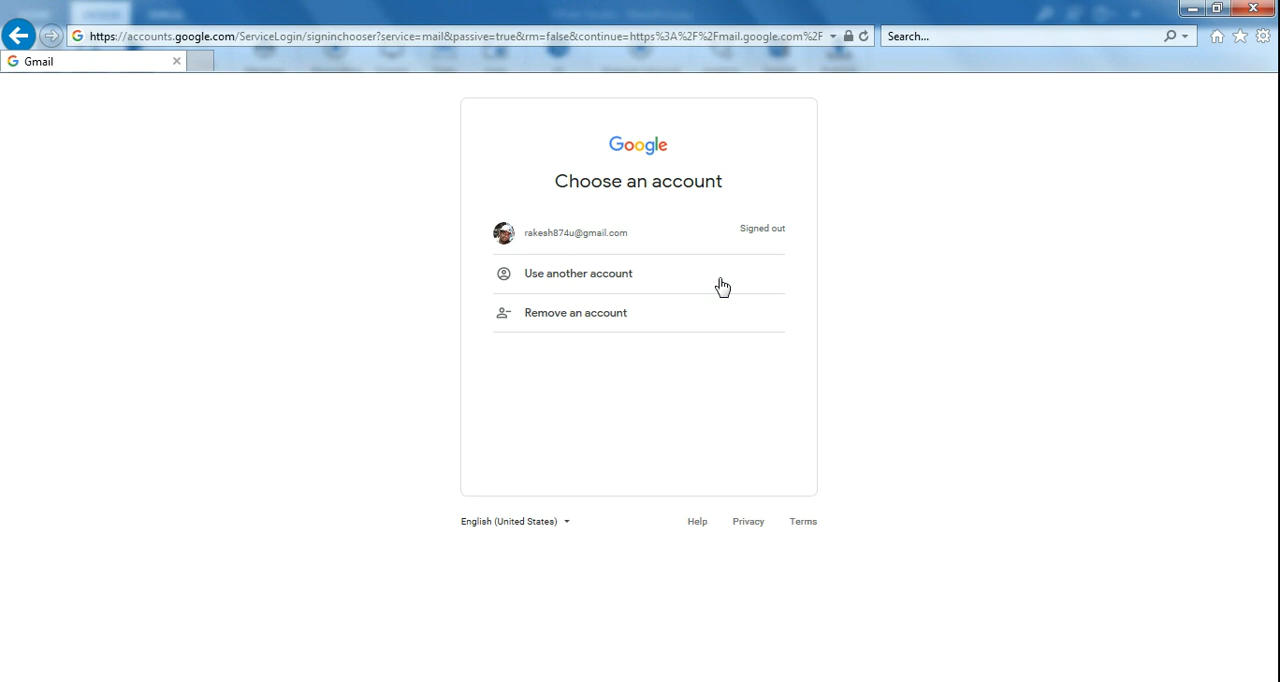 https://accounts.google.com/ServiceLogin/signinchooser?service=mail&passive=true&rm=false&continue=https%3A%2F%2Fmail.google.com%2F
Search...
Gmail
Google
Choose an account
rakesh874u@gmail.com
Signed out
Use another account
Remove an account
English (United States)
Help
Privacy
Terms